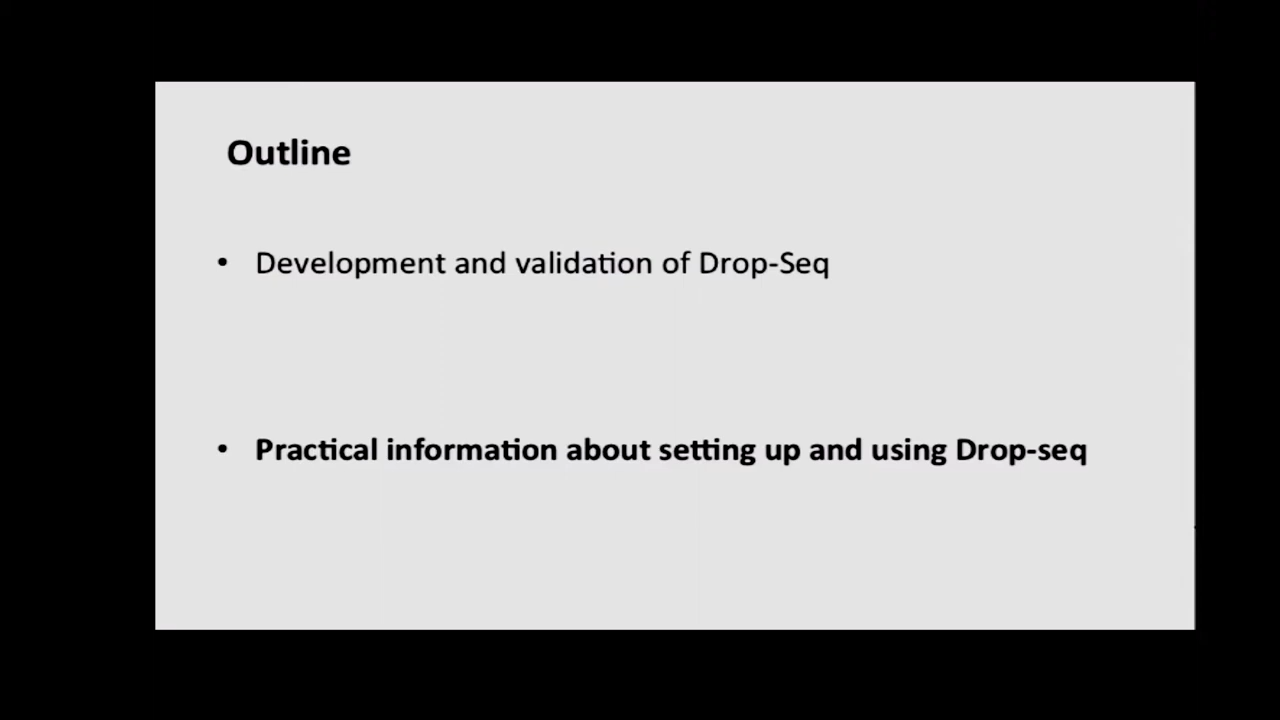 Outline
• Development and validation of Drop-Seq
• Practical information about setting up and using Drop-seq